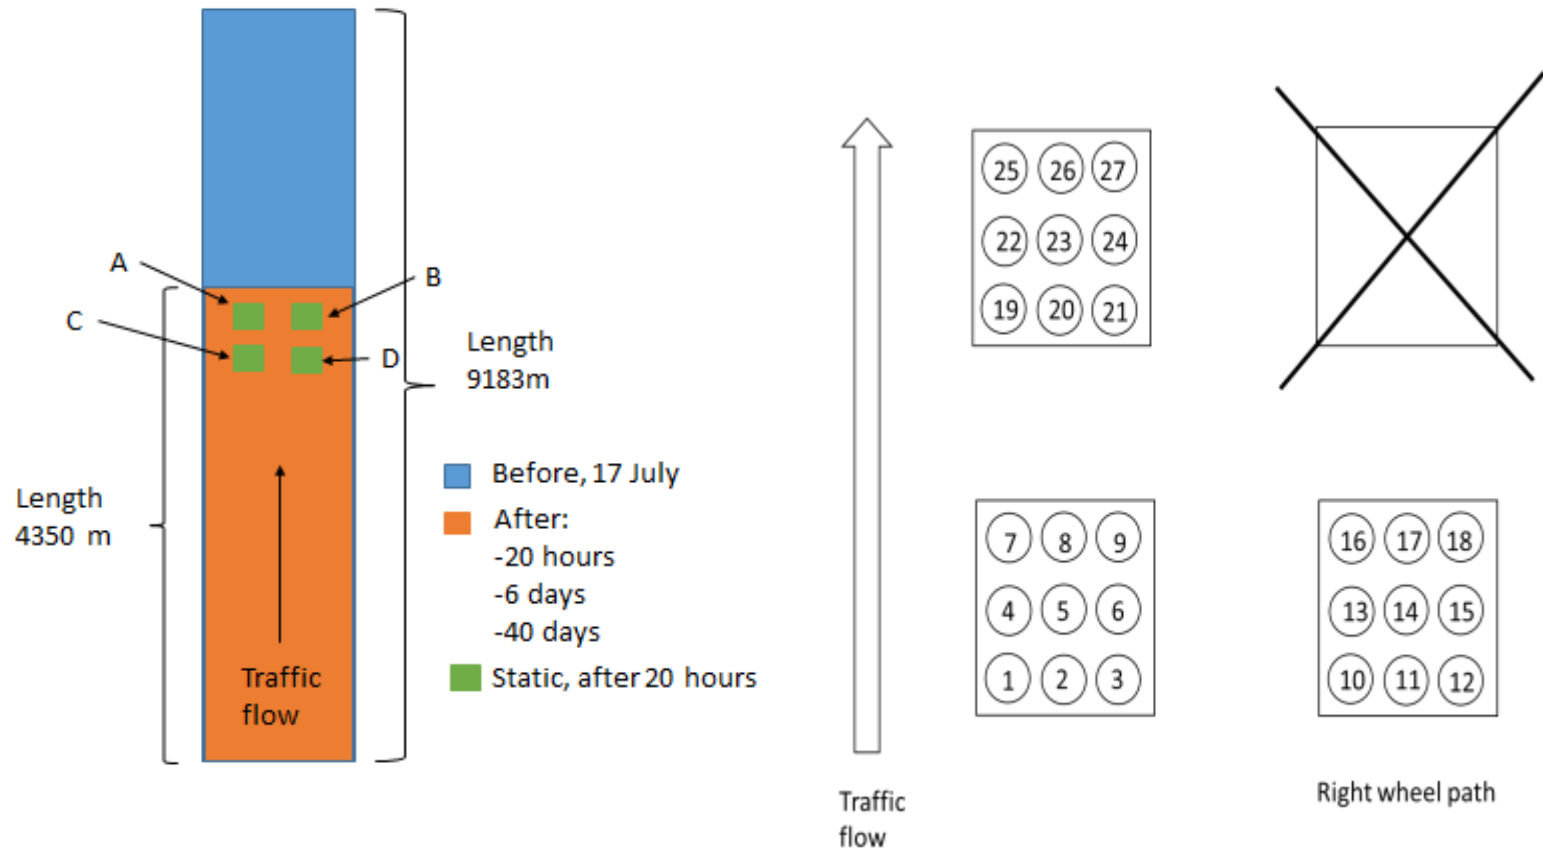 A
B
C
D
Length
9183m
Length
4350 m
Before, 17 July
After:
-20 hours
-6 days
-40 days
Static, after 20 hours
Traffic
flow
25 26 27
22 23 24
19 20 21
7 8 9
4 5 6
1 2 3
16 17 18
13 14 15
10 11 12
Traffic
flow
Right wheel path